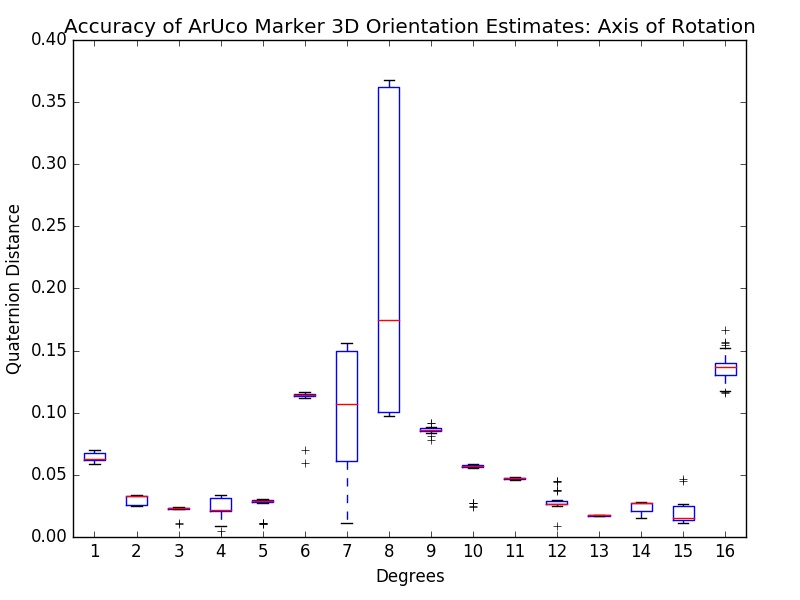 Accuracy of ArUco Marker 3D Orientation Estimates: Axis of Rotation
0.40
0.35
0.30
0.25
0.20
0.15
0.10
0.05
0.00
Quaternion Distance
1 2 3 4 5 6 7 8 9 10 11 12 13 14 15 16
Degrees